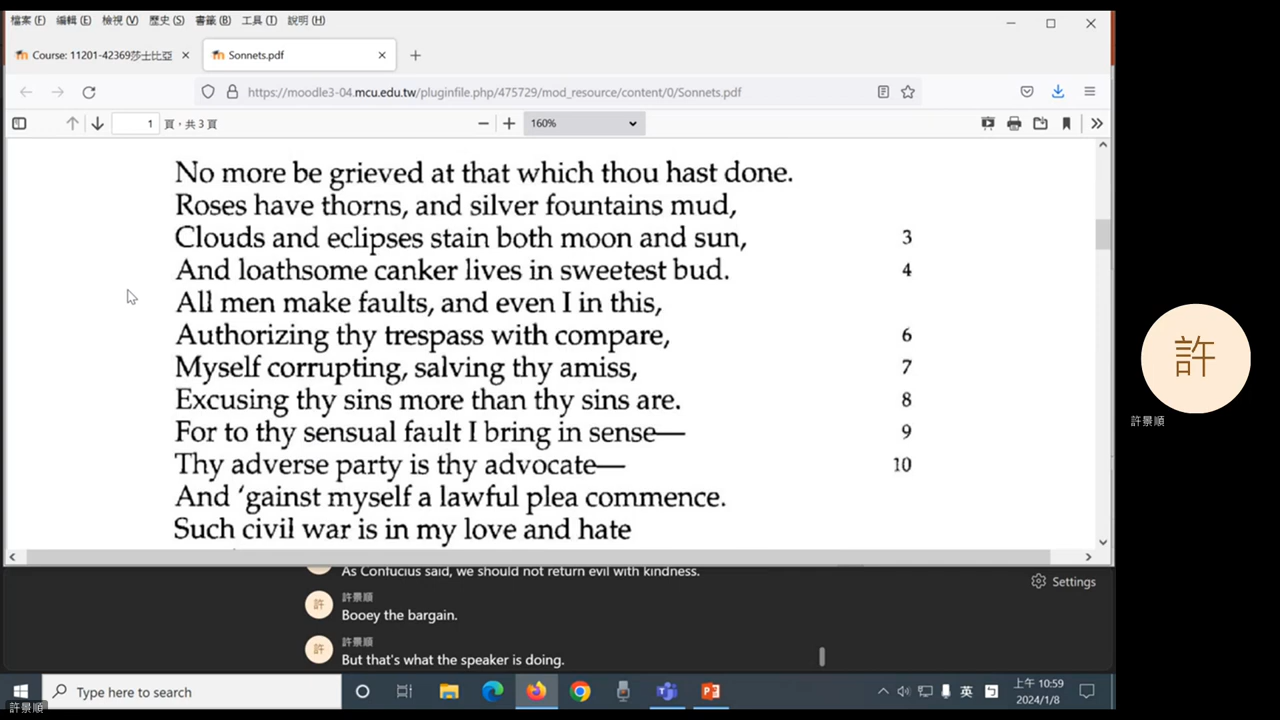 檔案(F) 編輯(E) 檢視(V) 歷史(S) 書籤(B) 工具(T) 說明(H)
Course: 11201-42369莎士比亞
Sonnets.pdf
https://moodle3-04.mcu.edu.tw/pluginfile.php/475729/mod_resource/content/0/Sonnets.pdf
1 頁，共 3 頁
160%
No more be grieved at that which thou hast done.
Roses have thorns, and silver fountains mud,
Clouds and eclipses stain both moon and sun, 3
And loathsome canker lives in sweetest bud. 4
All men make faults, and even I in this,
Authorizing thy trespass with compare, 6
Myself corrupting, salving thy amiss, 7
Excusing thy sins more than thy sins are. 8
For to thy sensual fault I bring in sense— 9
Thy adverse party is thy advocate— 10
And ‘gainst myself a lawful plea commence.
Such civil war is in my love and hate
許
許景順
As Confucius said, we should not return evil with kindness.
Settings
許 許景順
Booey the bargain.
許 許景順
But that's what the speaker is doing.
Type here to search
英
上午 10:59
2024/1/8
許景順